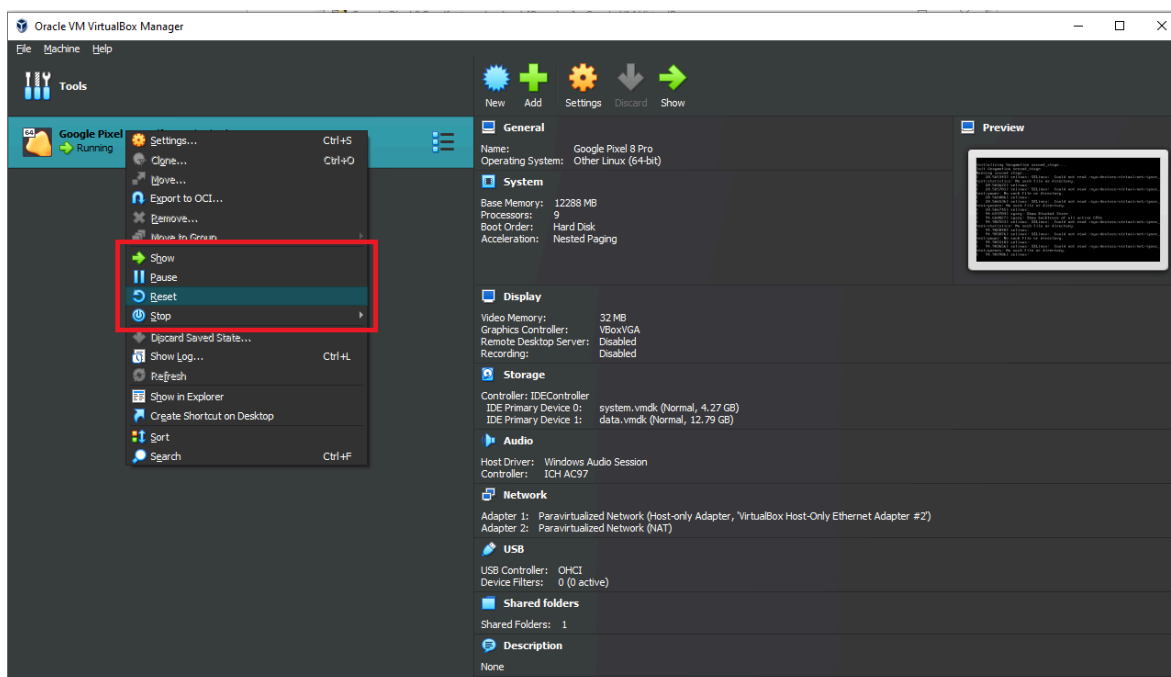 Oracle VM VirtualBox Manager
File Machine Help
Tools
New Add Settings Discard Show
64
Google Pixel
Running
Settings... Ctrl+S
Clone... Ctrl+O
Move...
Export to OCI...
Remove...
Move to Group
Show
Pause
Reset
Stop
Discard Saved State...
Show Log... Ctrl+L
Refresh
Show in Explorer
Create Shortcut on Desktop
Sort
Search Ctrl+F
General
Name: Google Pixel 8 Pro
Operating System: Other Linux (64-bit)
System
Base Memory: 12288 MB
Processors: 9
Boot Order: Hard Disk
Acceleration: Nested Paging
Display
Video Memory: 32 MB
Graphics Controller: VBoxVGA
Remote Desktop Server: Disabled
Recording: Disabled
Storage
Controller: IDEController
IDE Primary Device 0: system.vmdk (Normal, 4.27 GB)
IDE Primary Device 1: data.vmdk (Normal, 12.79 GB)
Audio
Host Driver: Windows Audio Session
Controller: ICH AC97
Network
Adapter 1: Paravirtualized Network (Host-only Adapter, 'VirtualBox Host-Only Ethernet Adapter #2')
Adapter 2: Paravirtualized Network (NAT)
USB
USB Controller: OHCI
Device Filters: 0 (0 active)
Shared folders
Shared Folders: 1
Description
None
Preview